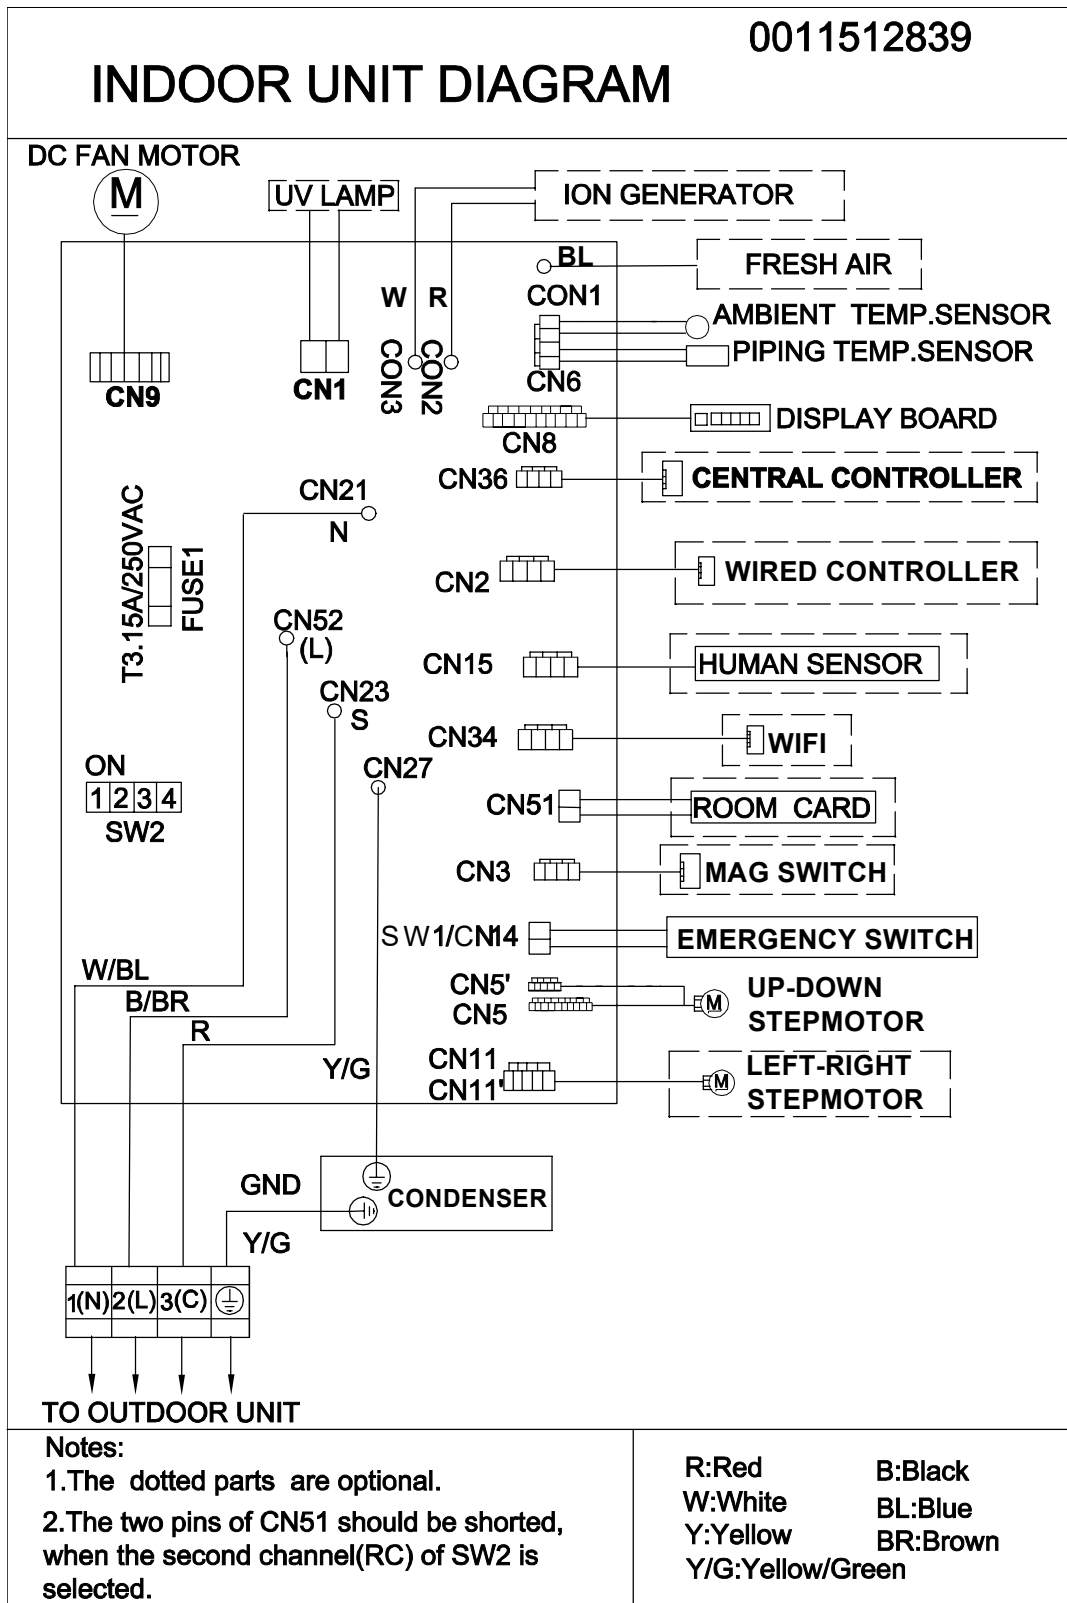 0011512839
INDOOR UNIT DIAGRAM
DC FAN MOTOR
M
UV LAMP
ION GENERATOR
BL
FRESH AIR
W R
CON1
AMBIENT TEMP.SENSOR
PIPING TEMP.SENSOR
CON3
CON2
CN6
CN9
CN1
DISPLAY BOARD
CN8
CN36
CENTRAL CONTROLLER
CN21
N
T3.15A/250VAC
FUSE1
CN2
WIRED CONTROLLER
CN52
(L)
CN15
HUMAN SENSOR
CN23
S
CN34
WIFI
CN27
ON
1 2 3 4
SW2
CN51
ROOM CARD
CN3
MAG SWITCH
SW1/CN14
EMERGENCY SWITCH
W/BL
B/BR
R
CN5'
CN5
M
UP-DOWN
STEPMOTOR
Y/G
CN11
CN11'
M
LEFT-RIGHT
STEPMOTOR
GND
CONDENSER
Y/G
1(N) 2(L) 3(C)
TO OUTDOOR UNIT
Notes:
1.The dotted parts are optional.
2.The two pins of CN51 should be shorted,
when the second channel(RC) of SW2 is
selected.
R:Red B:Black
W:White BL:Blue
Y:Yellow BR:Brown
Y/G:Yellow/Green